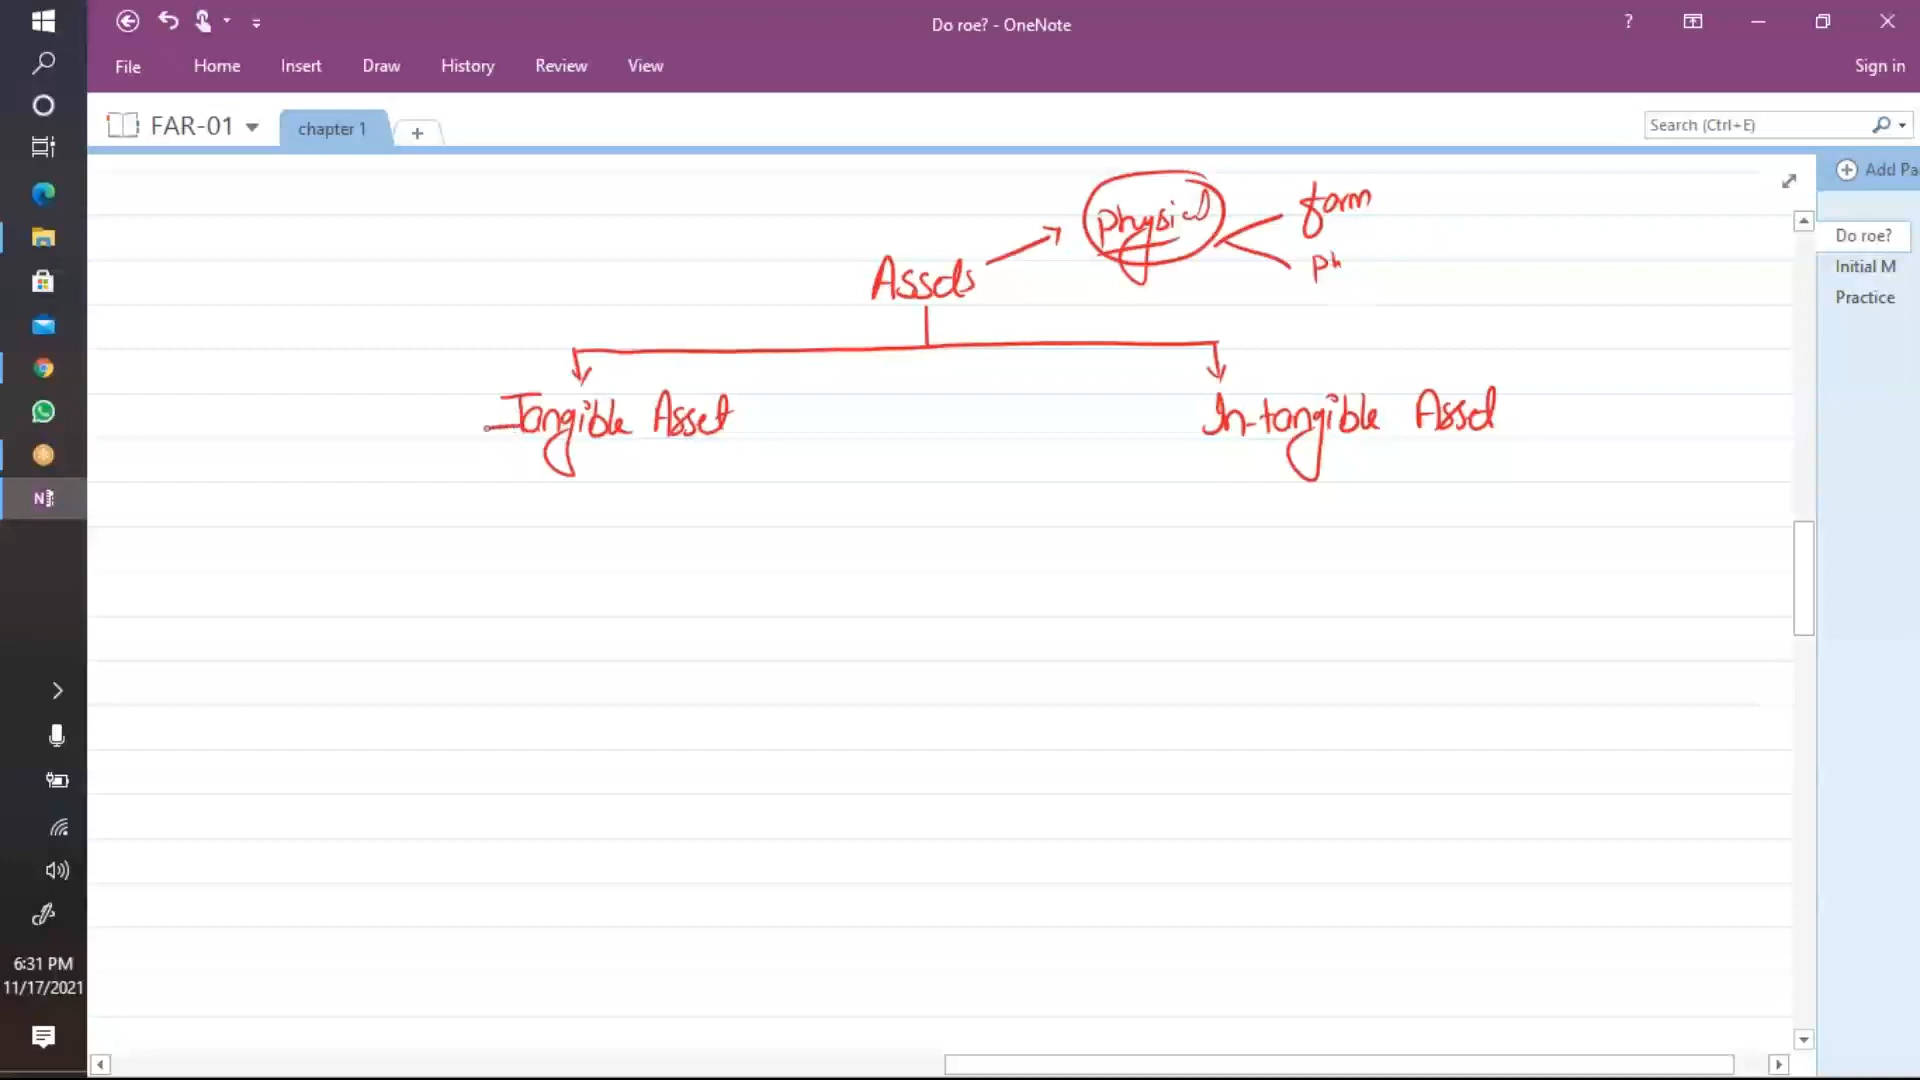 Do roe? - OneNote
?
File Home Insert Draw History Review View
Sign in
FAR-01
chapter 1
+
Search (Ctrl+E)
Add Pa
Do roe?
Initial M
Practice
physical
form
ph
Assets
Tangible Asset
In-tangible Asset
N
6:31 PM
11/17/2021